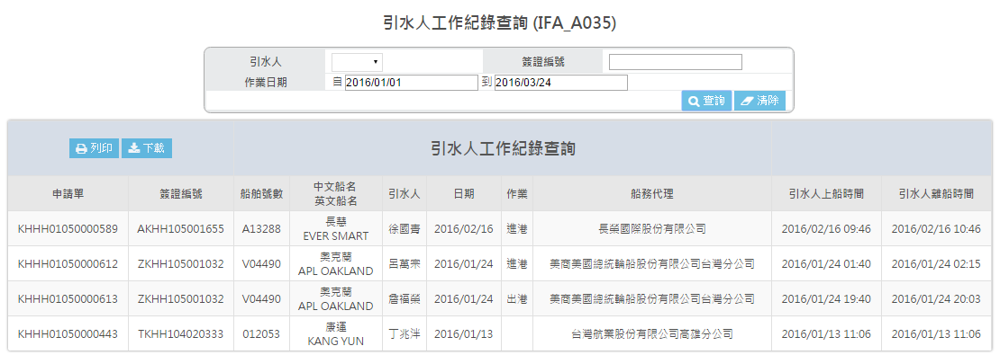 引水人工作紀錄查詢 (IFA_A035)
引水人 簽證編號
作業日期 自 2016/01/01 到 2016/03/24
查詢 清除
列印 下載 引水人工作紀錄查詢
申請單 簽證編號 船舶號數 中文船名 英文船名 引水人 日期 作業 船務代理 引水人上船時間 引水人離船時間
KHHH01050000589 AKHH105001655 A13288 長慧 EVER SMART 徐國青 2016/02/16 進港 長榮國際股份有限公司 2016/02/16 09:46 2016/02/16 10:46
KHHH01050000612 ZKHH105001032 V04490 奧克蘭 APL OAKLAND 呂萬宗 2016/01/24 進港 美商美國總統輪船股份有限公司台灣分公司 2016/01/24 01:40 2016/01/24 02:15
KHHH01050000613 ZKHH105001032 V04490 奧克蘭 APL OAKLAND 詹福榮 2016/01/24 出港 美商美國總統輪船股份有限公司台灣分公司 2016/01/24 19:40 2016/01/24 20:03
KHHH01050000443 TKHH104020333 012053 康運 KANG YUN 丁兆泮 2016/01/13 台灣航業股份有限公司高雄分公司 2016/01/13 11:06 2016/01/13 11:06